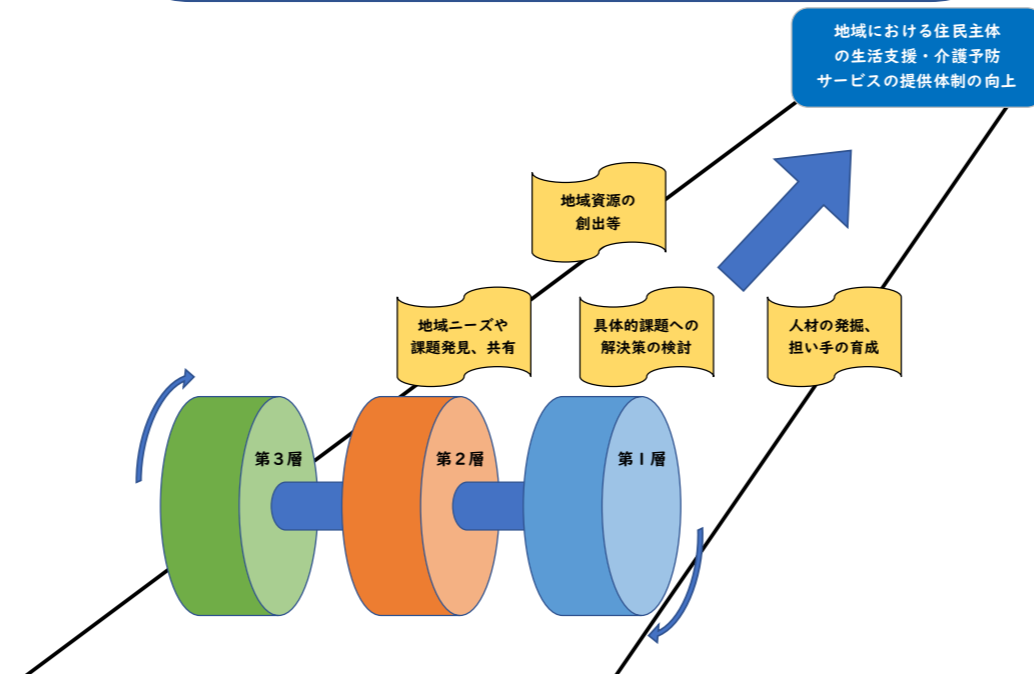 地域における住民主体
の生活支援・介護予防
サービスの提供体制の向上
地域資源の
創出等
地域ニーズや
課題発見、共有
具体的課題への
解決策の検討
人材の発掘、
担い手の育成
第３層
第２層
第１層